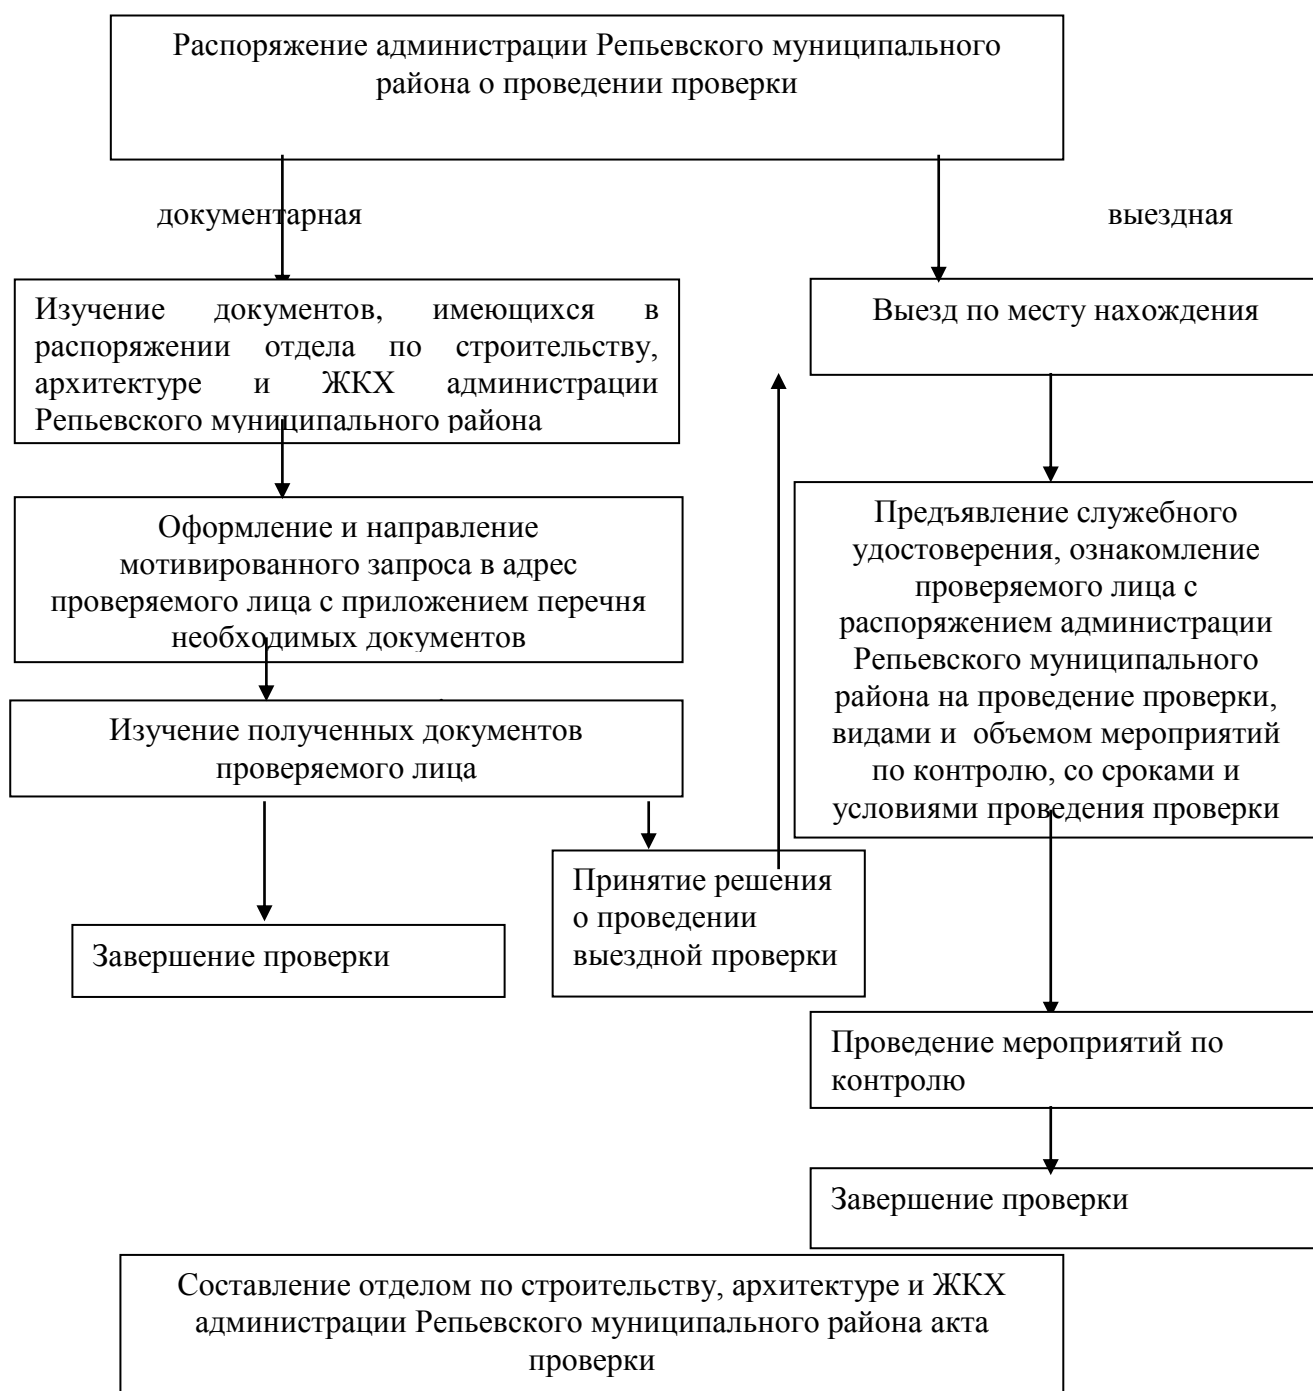 Распоряжение администрации Репьевского муниципального
района о проведении проверки
документарная
выездная
Изучение документов, имеющихся в
распоряжении отдела по строительству,
архитектуре и ЖКХ администрации
Репьевского муниципального района
Выезд по месту нахождения
Оформление и направление
мотивированного запроса в адрес
проверяемого лица с приложением перечня
необходимых документов
Предъявление служебного
удостоверения, ознакомление
проверяемого лица с
распоряжением администрации
Репьевского муниципального
района на проведение проверки,
видами и  объемом мероприятий
по контролю, со сроками и
условиями проведения проверки
Изучение полученных документов
проверяемого лица
Принятие решения
о проведении
выездной проверки
Завершение проверки
Проведение мероприятий по
контролю
Завершение проверки
Составление отделом по строительству, архитектуре и ЖКХ
администрации Репьевского муниципального района акта
проверки